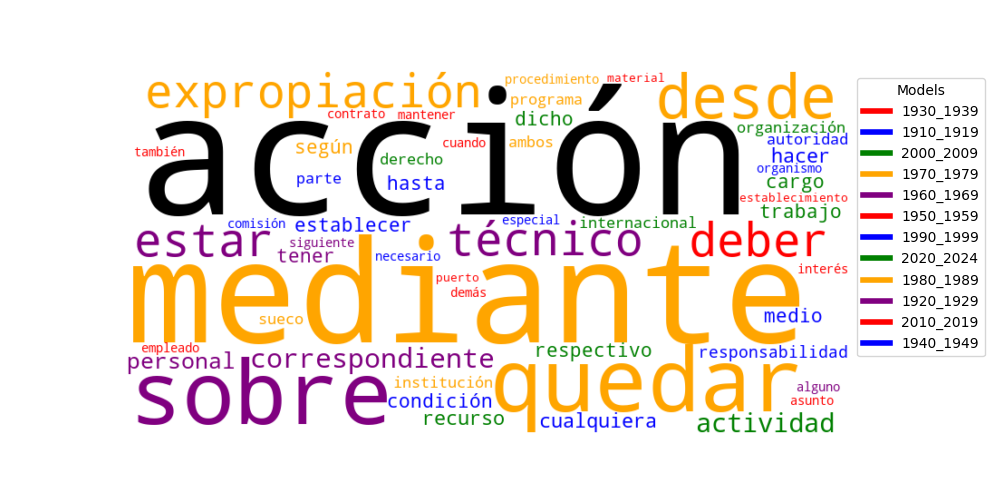 procedimiento material
expropiación desde
programa
contrato mantener
dicho
acción
organización
autoridad
también según cuando ambos
derecho hacer
organismo
parte hasta cargo
establecimiento
trabajo
comisión establecer especial internacional
estar técnico deber
siguiente
tener necesario
mediante
interés
puerto
demás
sueco medio
empleado respectivo responsabilidad
personal correspondiente
sobre quedar
institución alguno
condición asunto
recurso cualquiera actividad
Models
1930_1939
1910_1919
2000_2009
1970_1979
1960_1969
1950_1959
1990_1999
2020_2024
1980_1989
1920_1929
2010_2019
1940_1949